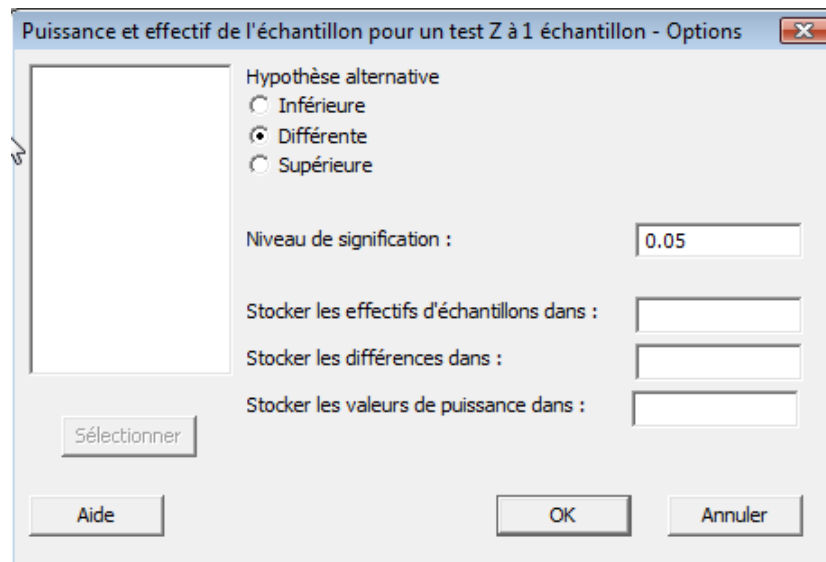 Puissance et effectif de l'échantillon pour un test Z à 1 échantillon - Options
Hypothèse alternative
Inférieure
Différente
Supérieure
Niveau de signification :
0.05
Stocker les effectifs d'échantillons dans :
Stocker les différences dans :
Stocker les valeurs de puissance dans :
Sélectionner
Aide
OK
Annuler